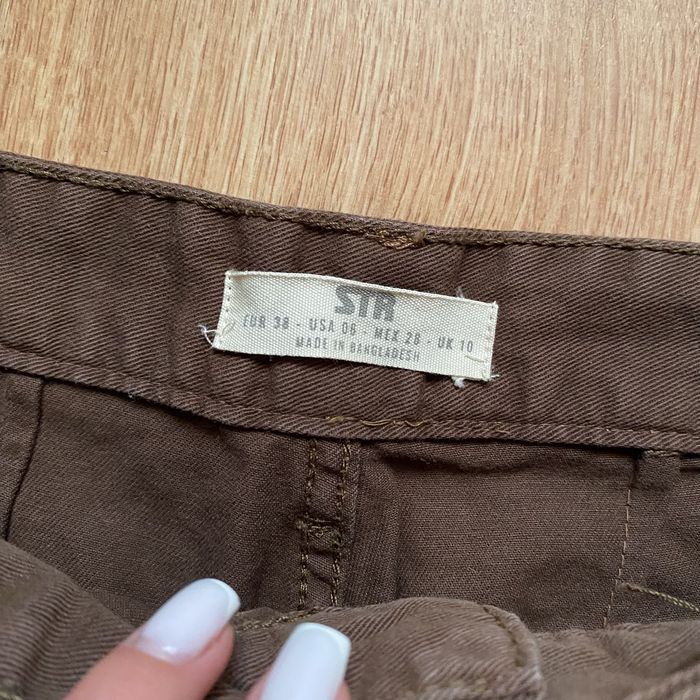 STR
EUR 38 - USA 06 - MEX 28 - UK 10
MADE IN BANGLADESH